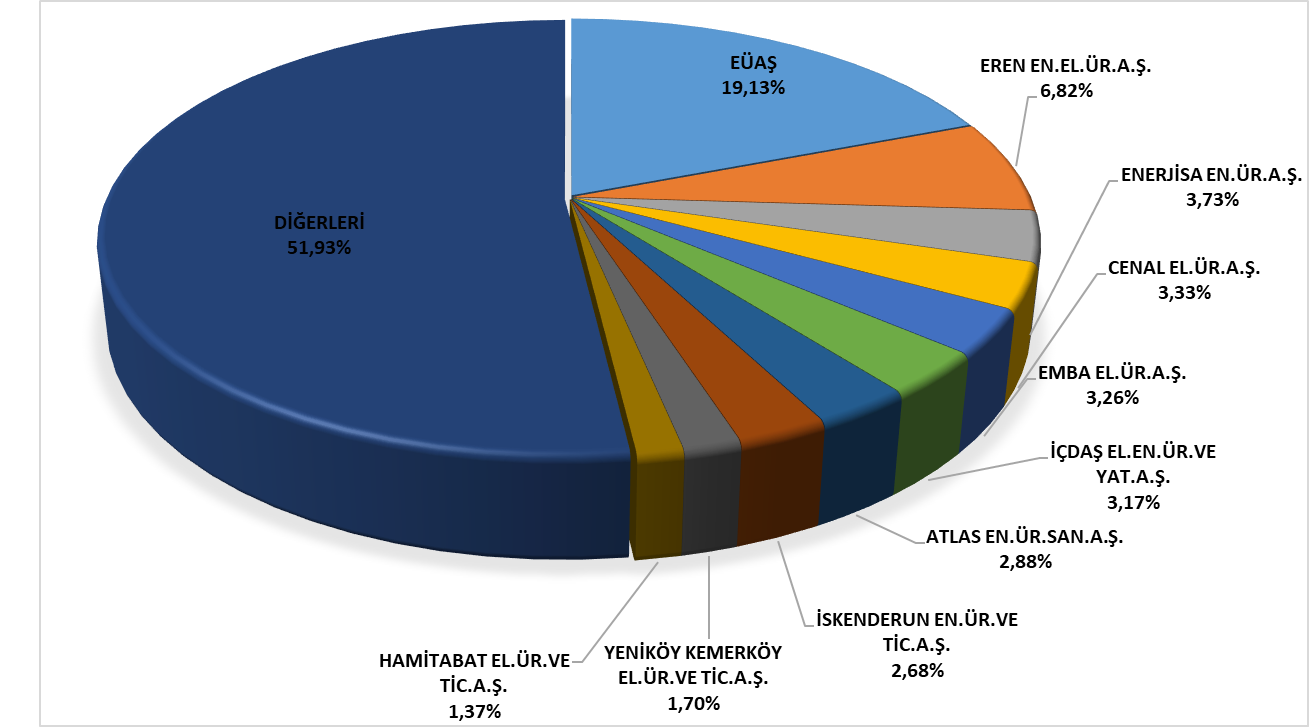 EÜAŞ
19,13%
EREN EN.EL.ÜR.A.Ş.
6,82%
ENERJİSA EN.ÜR.A.Ş.
3,73%
CENAL EL.ÜR.A.Ş.
3,33%
EMBA EL.ÜR.A.Ş.
3,26%
İÇDAŞ EL.EN.ÜR.VE
YAT.A.Ş.
3,17%
ATLAS EN.ÜR.SAN.A.Ş.
2,88%
İSKENDERUN EN.ÜR.VE
TİC.A.Ş.
2,68%
YENİKÖY KEMERKÖY
EL.ÜR.VE TİC.A.Ş.
1,70%
HAMİTABAT EL.ÜR.VE
TİC.A.Ş.
1,37%
DİĞERLERİ
51,93%